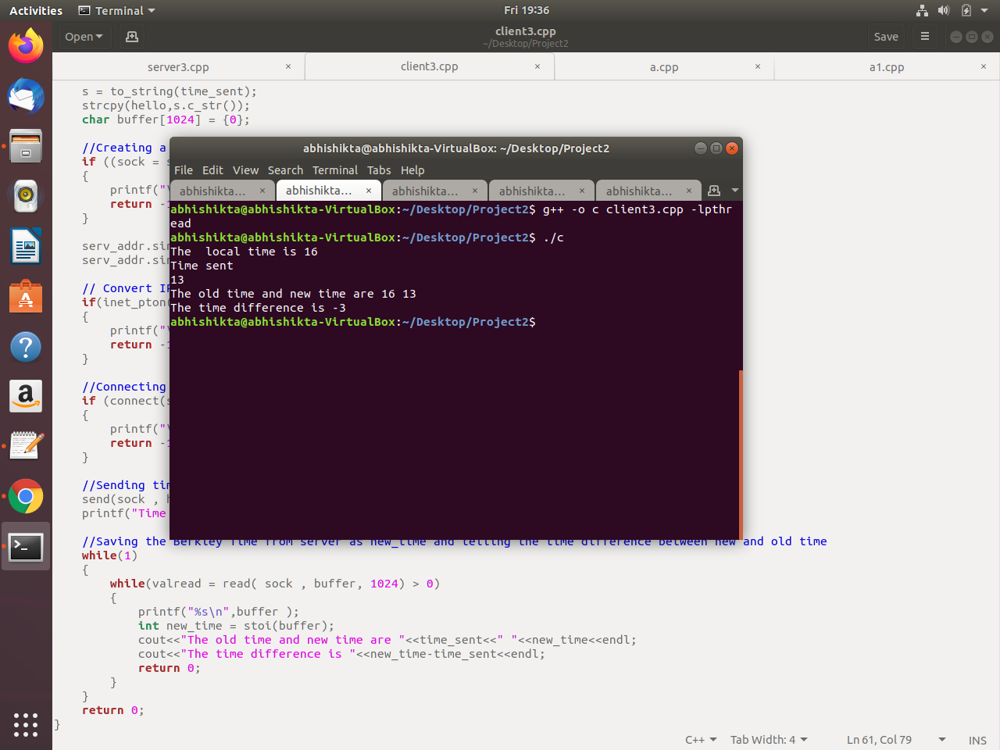 Activities
Terminal
Fri 19:36
Open
client3.cpp
~/Desktop/Project2
Save
server3.cpp ×
client3.cpp ×
a.cpp ×
a1.cpp ×
s = to_string(time_sent);
strcpy(hello,s.c_str());
char buffer[1024] = {0};
//Creating a
if ((sock = s
{
printf("\
return -1
}
serv_addr.sin
serv_addr.sin
// Convert IP
if(inet_pton(
{
printf("\
return -1
}
//Connecting
if (connect(s
{
printf("\
return -1
}
//Sending tim
send(sock , h
printf("Time
//Saving the Berkley Time from server as new_time and telling the time difference between new and old time
while(1)
{
while(valread = read( sock , buffer, 1024) > 0)
{
printf("%s\n",buffer );
int new_time = stoi(buffer);
cout<<"The old time and new time are "<<time_sent<<" "<<new_time<<endl;
cout<<"The time difference is "<<new_time-time_sent<<endl;
return 0;
}
}
return 0;
}
abhishikta@abhishikta-VirtualBox: ~/Desktop/Project2
File Edit View Search Terminal Tabs Help
abhishikta... ×
abhishikta... ×
abhishikta... ×
abhishikta... ×
abhishikta... ×
abhishikta@abhishikta-VirtualBox:~/Desktop/Project2$ g++ -o c client3.cpp -lpthr
ead
abhishikta@abhishikta-VirtualBox:~/Desktop/Project2$ ./c
The  local time is 16
Time sent
13
The old time and new time are 16 13
The time difference is -3
abhishikta@abhishikta-VirtualBox:~/Desktop/Project2$
C++ Tab Width: 4 Ln 61, Col 79 INS